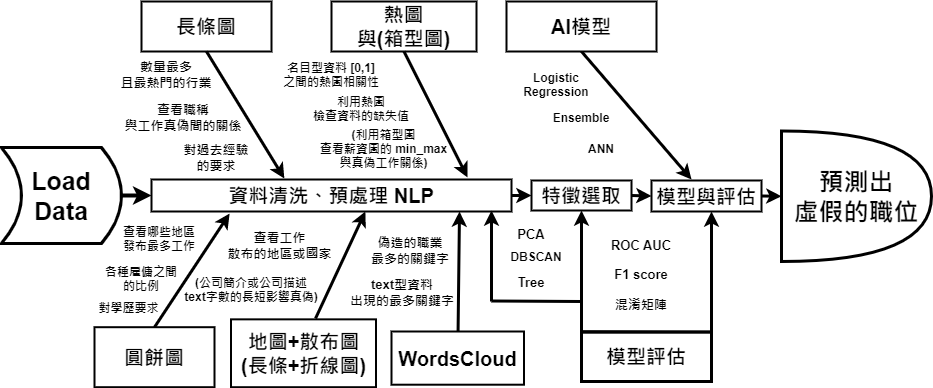 長條圖
熱圖
與(箱型圖)
AI模型
數量最多
且最熱門的行業
查看職稱
與工作真偽間的關係
對過去經驗
的要求
名目型資料 [0,1]
之間的熱圖相關性
利用熱圖
檢查資料的缺失值
(利用箱型圖
查看薪資圖的 min_max
與真偽工作關係)
Logistic
Regression
Ensemble
ANN
Load
Data
資料清洗、預處理 NLP
特徵選取
模型與評估
預測出
虛假的職位
查看哪些地區
發布最多工作
各種雇傭之間
的比例
對學歷要求
查看工作
散布的地區或國家
(公司簡介或公司描述
text字數的長短影響真偽)
偽造的職業
最多的關鍵字
text型資料
出現的最多關鍵字
PCA
DBSCAN
Tree
ROC AUC
F1 score
混淆矩陣
圓餅圖
地圖+散布圖
(長條+折線圖)
WordsCloud
模型評估